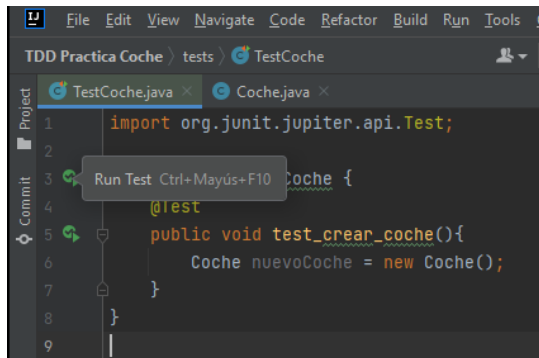 File Edit View Navigate Code Refactor Build Run Tools
TDD Practica Coche tests TestCoche
TestCoche.java Coche.java
Project
Commit
1 import org.junit.jupiter.api.Test;
2
3 Run Test Ctrl+Mayús+F10 Coche {
4 @Test
5 public void test_crear_coche(){
6 Coche nuevoCoche = new Coche();
7 }
8 }
9